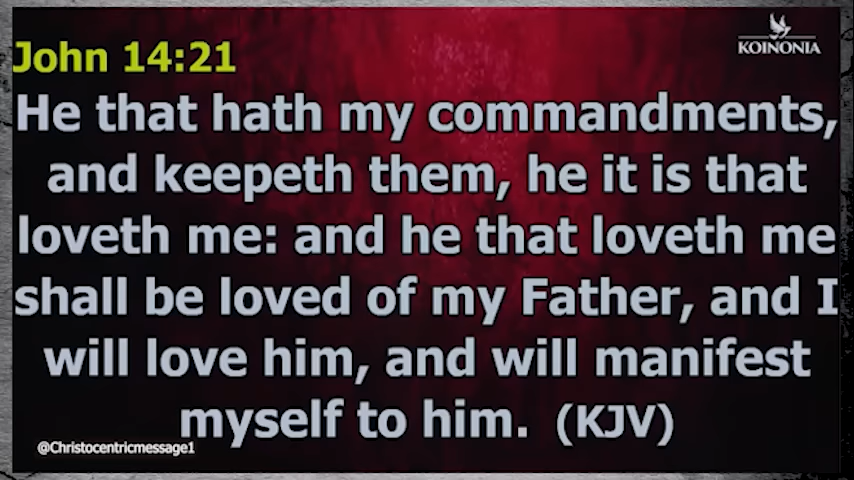 KOINONIA
John 14:21
He that hath my commandments,
and keepeth them, he it is that
loveth me: and he that loveth me
shall be loved of my Father, and I
will love him, and will manifest
myself to him. (KJV)
@Christocentricmessage1